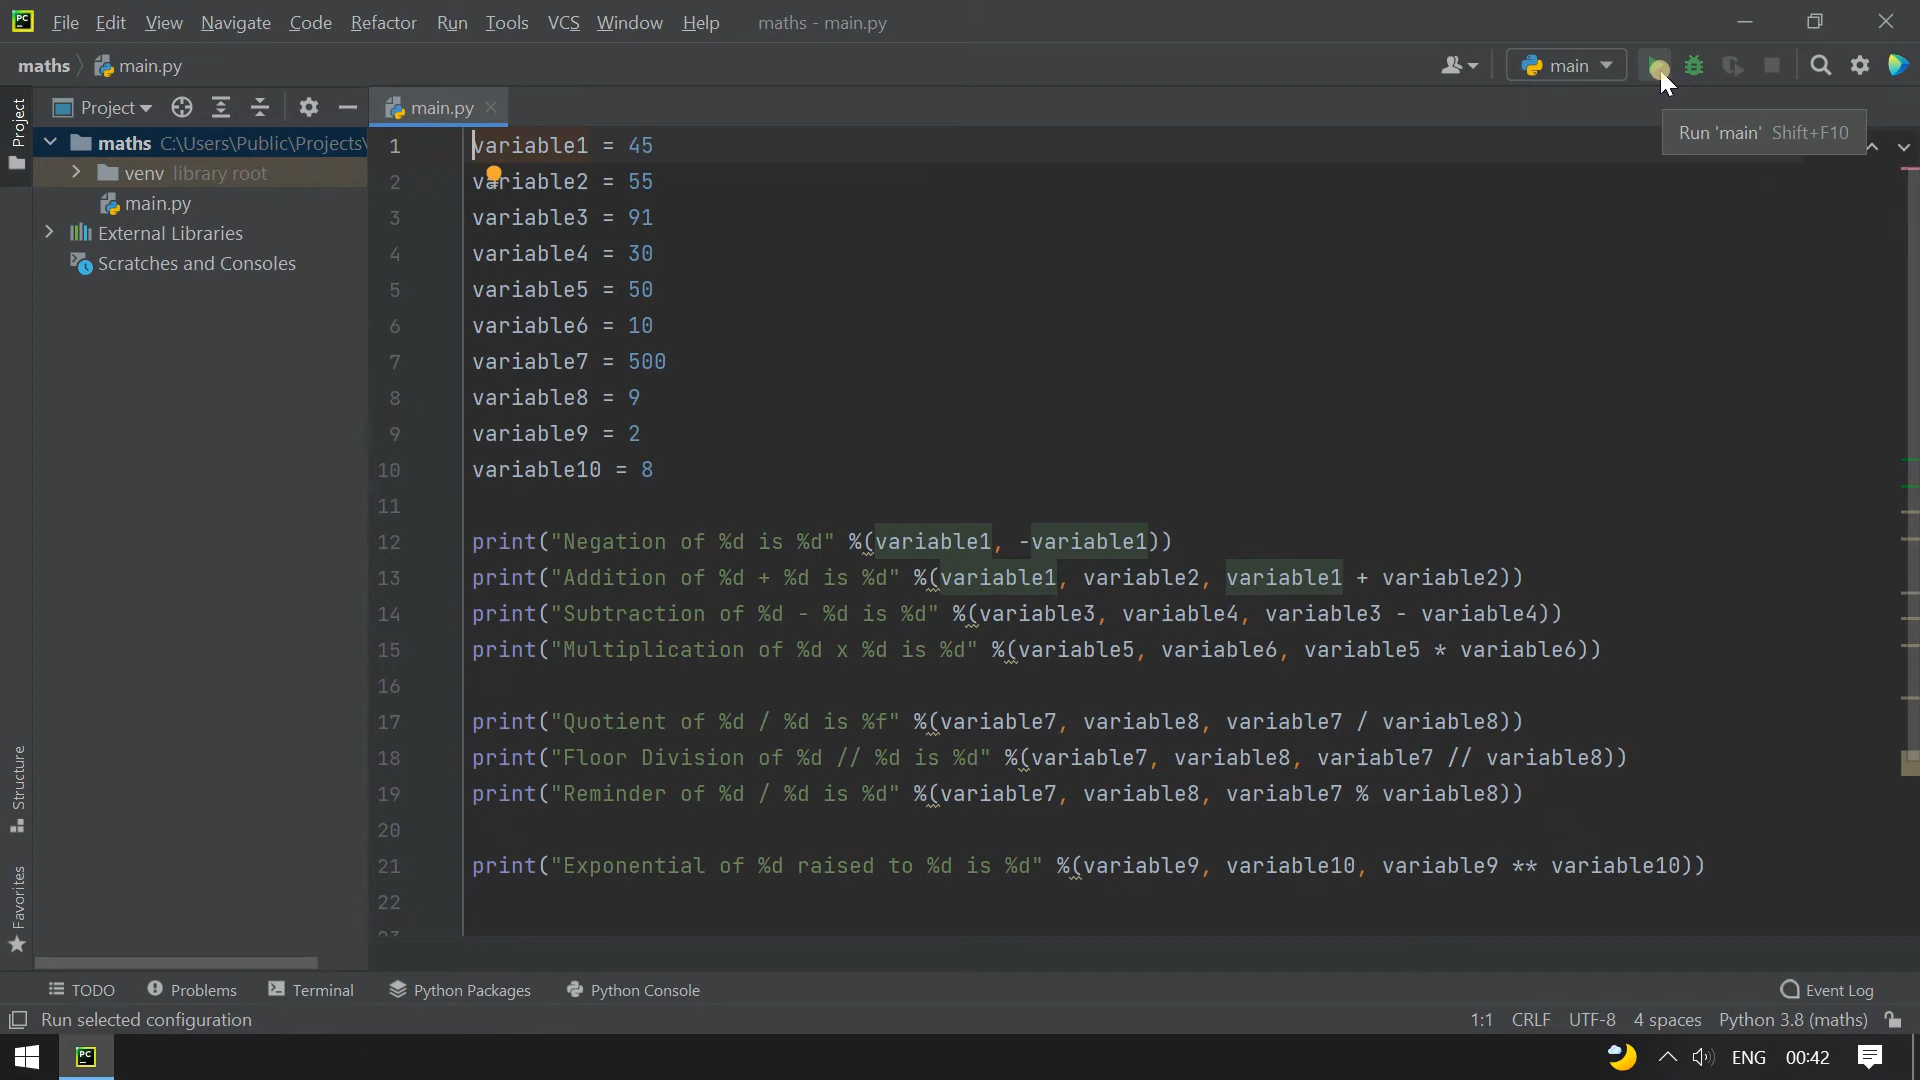 PC File Edit View Navigate Code Refactor Run Tools VCS Window Help maths - main.py
maths main.py main
Project main.py
Run 'main' Shift+F10
Project
maths C:\Users\Public\Projects\
venv library root
main.py
External Libraries
Scratches and Consoles
1 variable1 = 45
2 variable2 = 55
3 variable3 = 91
4 variable4 = 30
5 variable5 = 50
6 variable6 = 10
7 variable7 = 500
8 variable8 = 9
9 variable9 = 2
10 variable10 = 8
11
12 print("Negation of %d is %d" %(variable1, -variable1))
13 print("Addition of %d + %d is %d" %(variable1, variable2, variable1 + variable2))
14 print("Subtraction of %d - %d is %d" %(variable3, variable4, variable3 - variable4))
15 print("Multiplication of %d x %d is %d" %(variable5, variable6, variable5 * variable6))
16
17 print("Quotient of %d / %d is %f" %(variable7, variable8, variable7 / variable8))
18 print("Floor Division of %d // %d is %d" %(variable7, variable8, variable7 // variable8))
19 print("Reminder of %d / %d is %d" %(variable7, variable8, variable7 % variable8))
20
21 print("Exponential of %d raised to %d is %d" %(variable9, variable10, variable9 ** variable10))
22
Structure
Favorites
TODO Problems Terminal Python Packages Python Console Event Log
Run selected configuration 1:1 CRLF UTF-8 4 spaces Python 3.8 (maths)
PC ENG 00:42